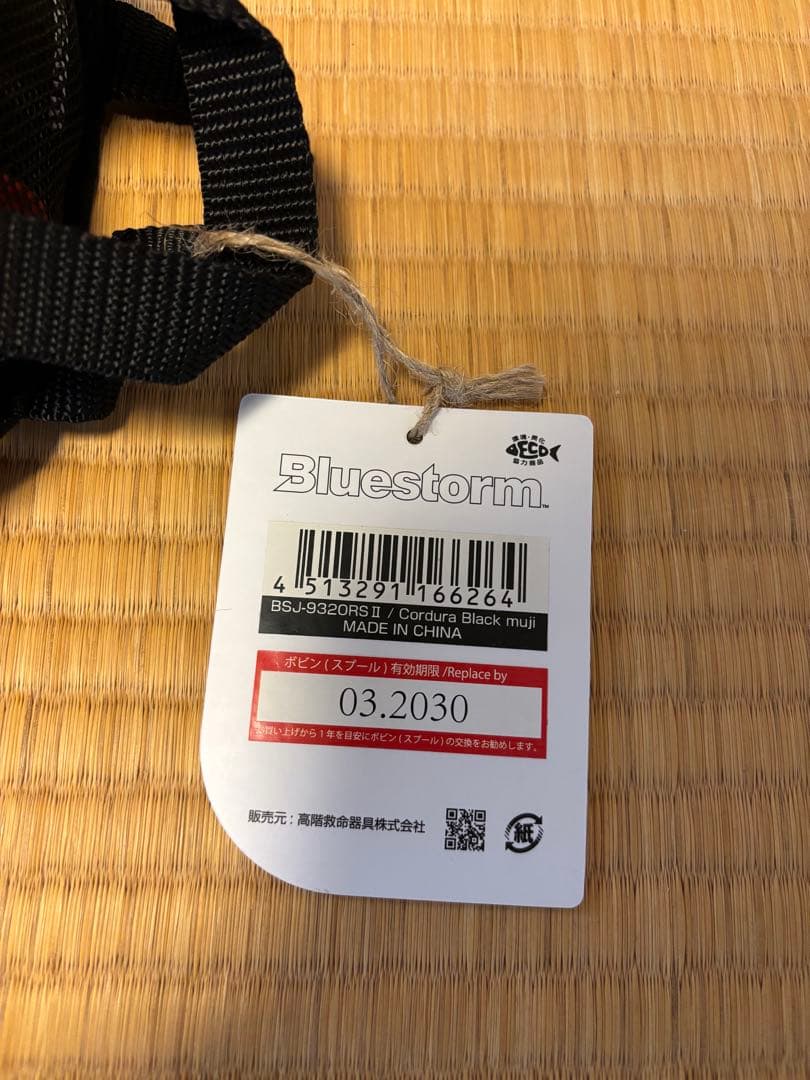 環境・美化
ECO
協力商品
Bluestorm™
4 513291 166264
BSJ-9320RSⅡ / Cordura Black muji
MADE IN CHINA
ボビン(スプール)有効期限/Replace by
03.2030
お買い上げから1年を目安にボビン(スプール)の交換をお勧めします。
販売元：高階救命器具株式会社
紙